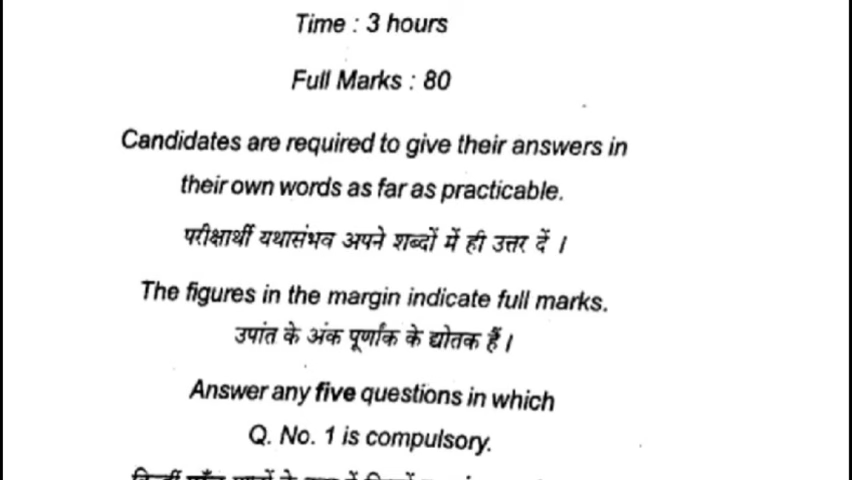 Time : 3 hours
Full Marks : 80
Candidates are required to give their answers in
their own words as far as practicable.
परीक्षार्थी यथासंभव अपने शब्दों में ही उत्तर दें ।
The figures in the margin indicate full marks.
उपांत के अंक पूर्णांक के द्योतक हैं ।
Answer any five questions in which
Q. No. 1 is compulsory.